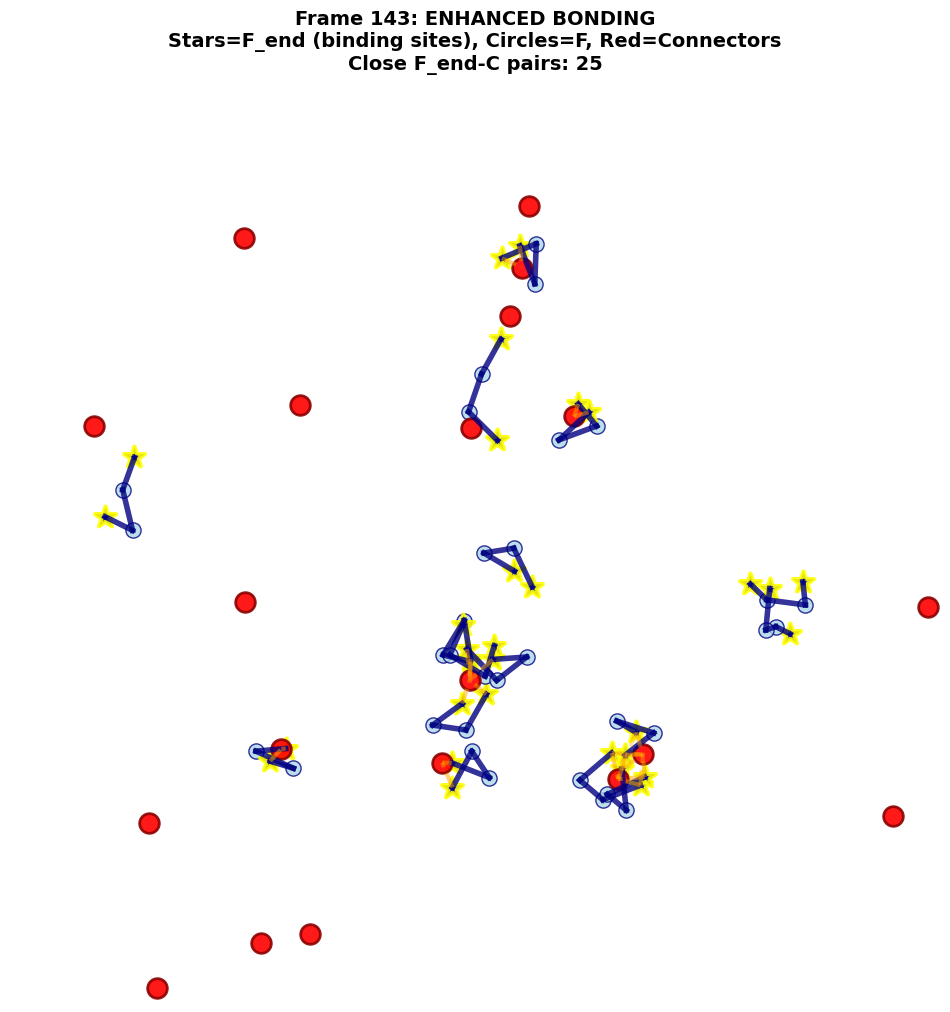 Frame 143: ENHANCED BONDING
Stars=F_end (binding sites), Circles=F, Red=Connectors
Close F_end-C pairs: 25